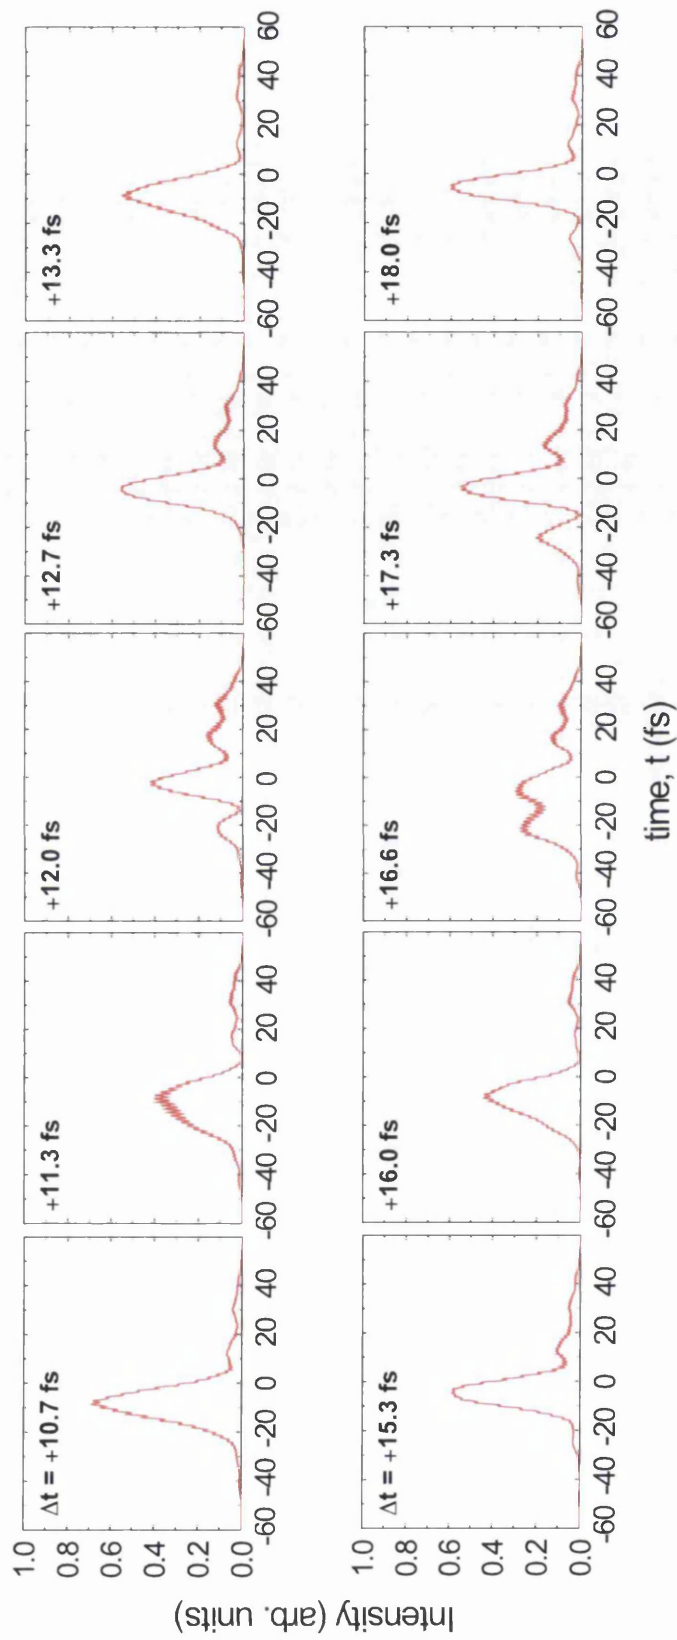 Δt = +10.7 fs
+11.3 fs
+12.0 fs
+12.7 fs
+13.3 fs
1.0
0.8
0.6
0.4
0.2
0.0
-60 -40 -20 0 20 40
-60 -40 -20 0 20 40
-60 -40 -20 0 20 40
-60 -40 -20 0 20 40
-60 -40 -20 0 20 40 60
Δt = +15.3 fs
+16.0 fs
+16.6 fs
+17.3 fs
+18.0 fs
1.0
0.8
0.6
0.4
0.2
0.0
-60 -40 -20 0 20 40
-60 -40 -20 0 20 40
-60 -40 -20 0 20 40
-60 -40 -20 0 20 40
-60 -40 -20 0 20 40 60
Intensity (arb. units)
time, t (fs)